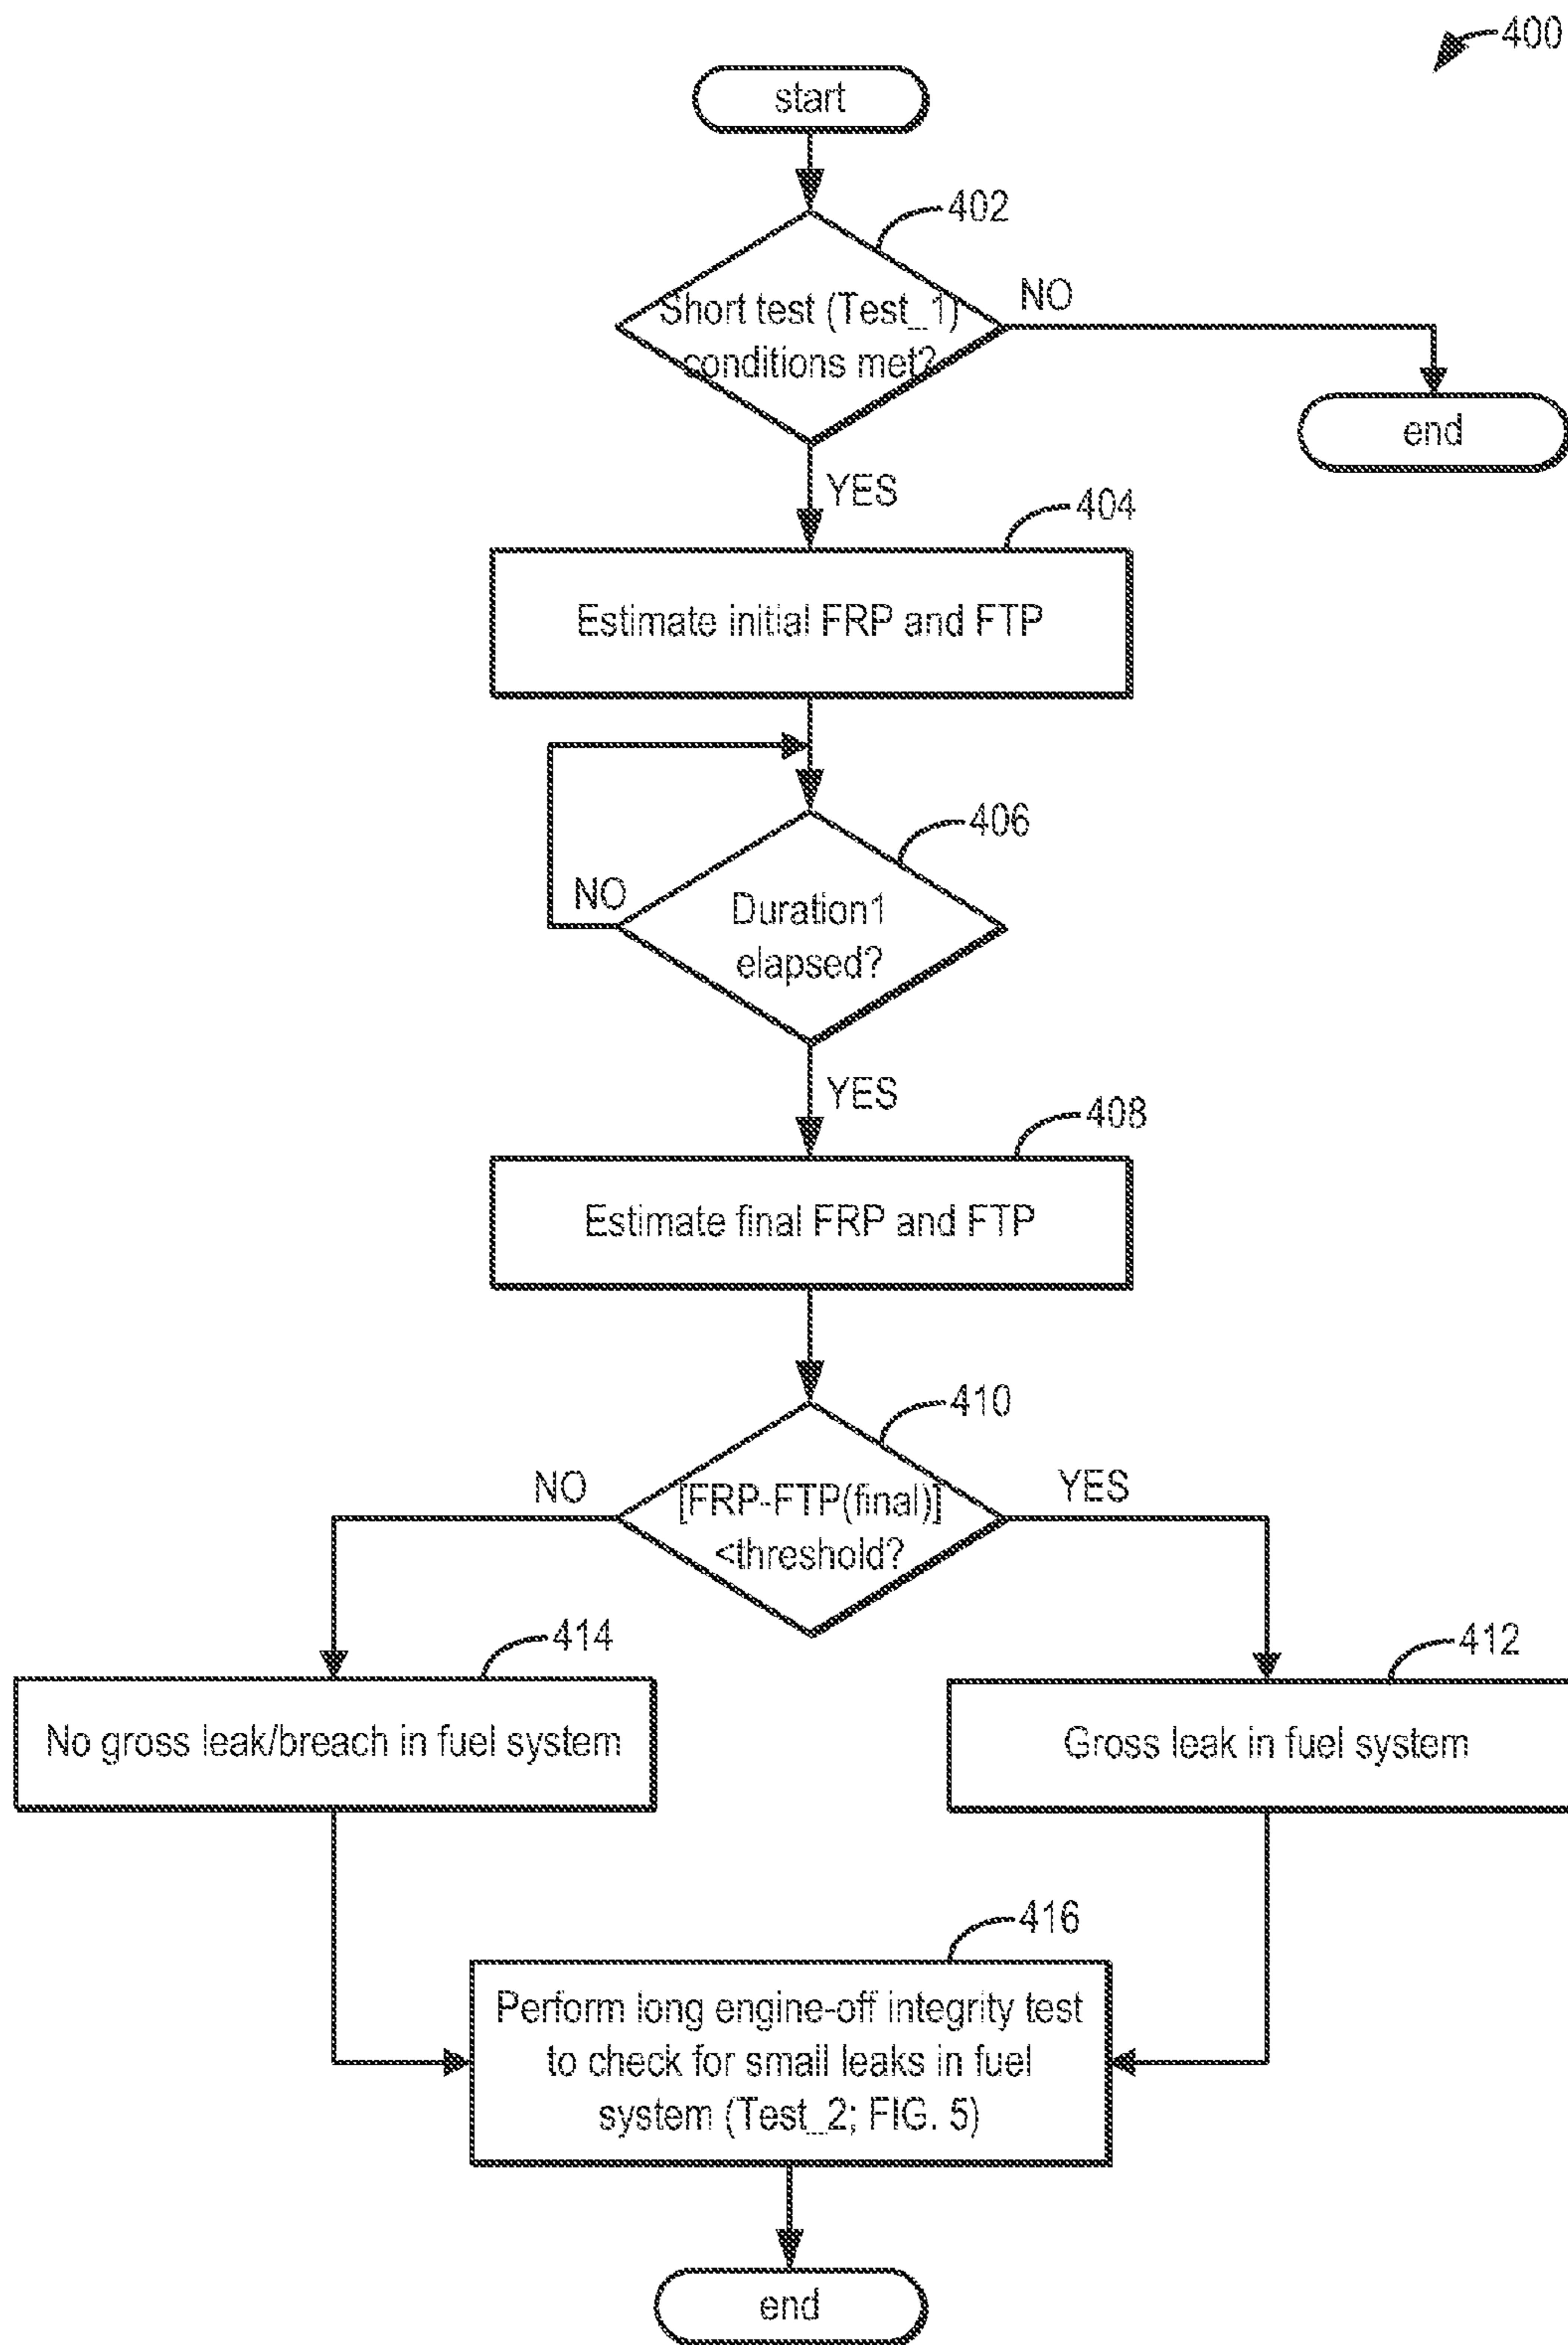 400
start
402
Short test (Test_1)
conditions met?
NO
end
YES
404
Estimate initial FRP and FTP
406
NO
Duration1
elapsed?
YES
408
Estimate final FRP and FTP
410
NO
[FRP-FTP(final)]
<threshold?
YES
414
No gross leak/breach in fuel system
412
Gross leak in fuel system
416
Perform long engine-off integrity test
to check for small leaks in fuel
system (Test_2; FIG. 5)
end